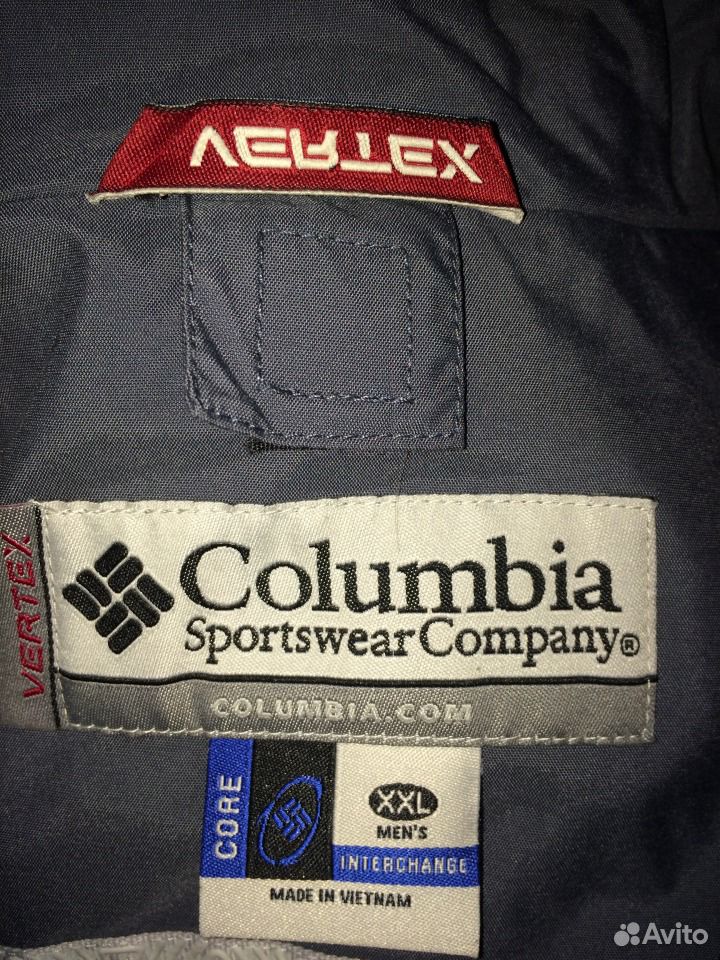 VERTEX
VERTEX
Columbia
Sportswear Company®
COLUMBIA.COM
CORE
XXL
MEN'S
INTERCHANGE
MADE IN VIETNAM
Avito